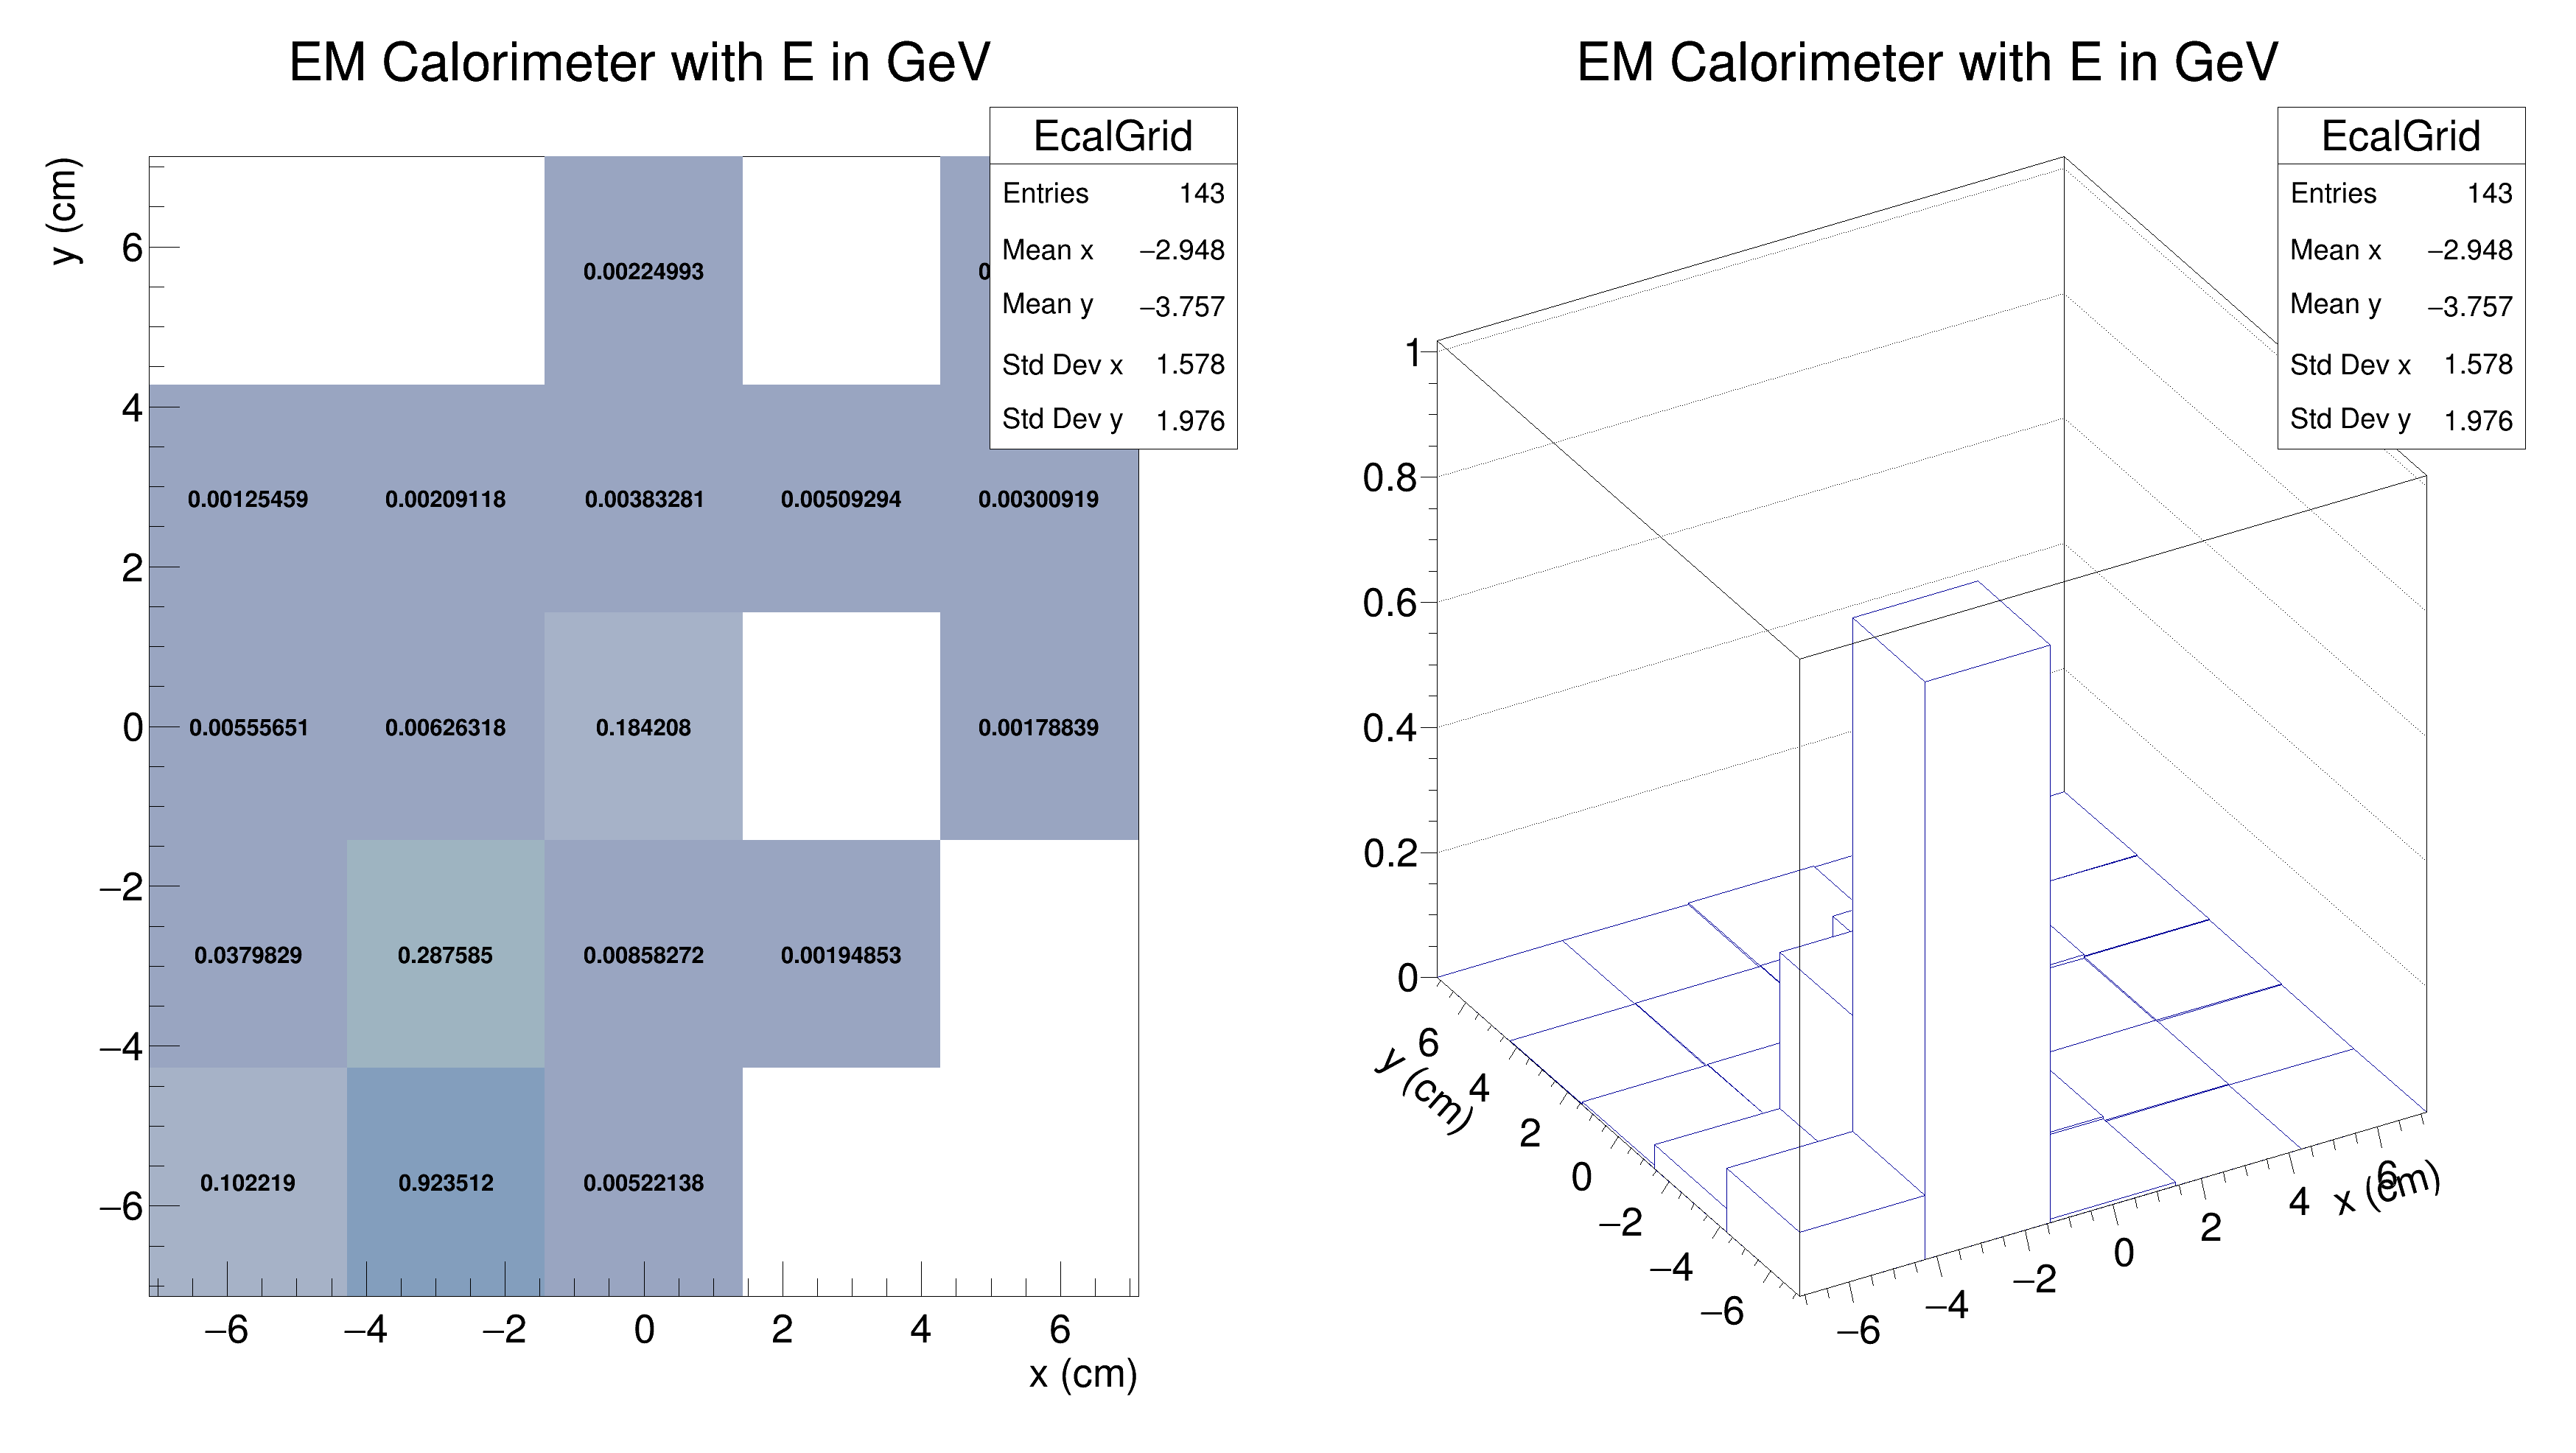 EM Calorimeter with E in GeV
EcalGrid
Entries 143
Mean x −2.948
Mean y −3.757
Std Dev x 1.578
Std Dev y 1.976
y (cm)
6
4
2
0
−2
−4
−6
0.00224993
0.00125459 0.00209118 0.00383281 0.00509294 0.00300919
0.00555651 0.00626318 0.184208 0.00178839
0.0379829 0.287585 0.00858272 0.00194853
0.102219 0.923512 0.00522138
−6 −4 −2 0 2 4 6
x (cm)
EM Calorimeter with E in GeV
EcalGrid
Entries 143
Mean x −2.948
Mean y −3.757
Std Dev x 1.578
Std Dev y 1.976
1
0.8
0.6
0.4
0.2
0
6
4
2
0
−2
−4
−6
y (cm)
−6 −4 −2 0 2 4 6
x (cm)